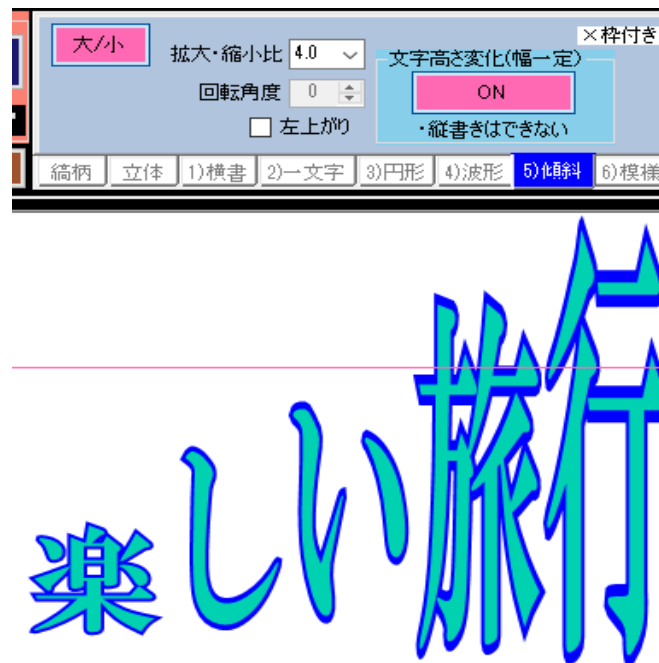 ×枠付き
大/小
拡大・縮小比 4.0
文字高さ変化(幅一定)
回転角度 0
ON
左上がり
・縦書きはできない
縞柄 立体 1)横書 2)一文字 3)円形 4)波形 5)傾斜 6)模様
楽しい旅行